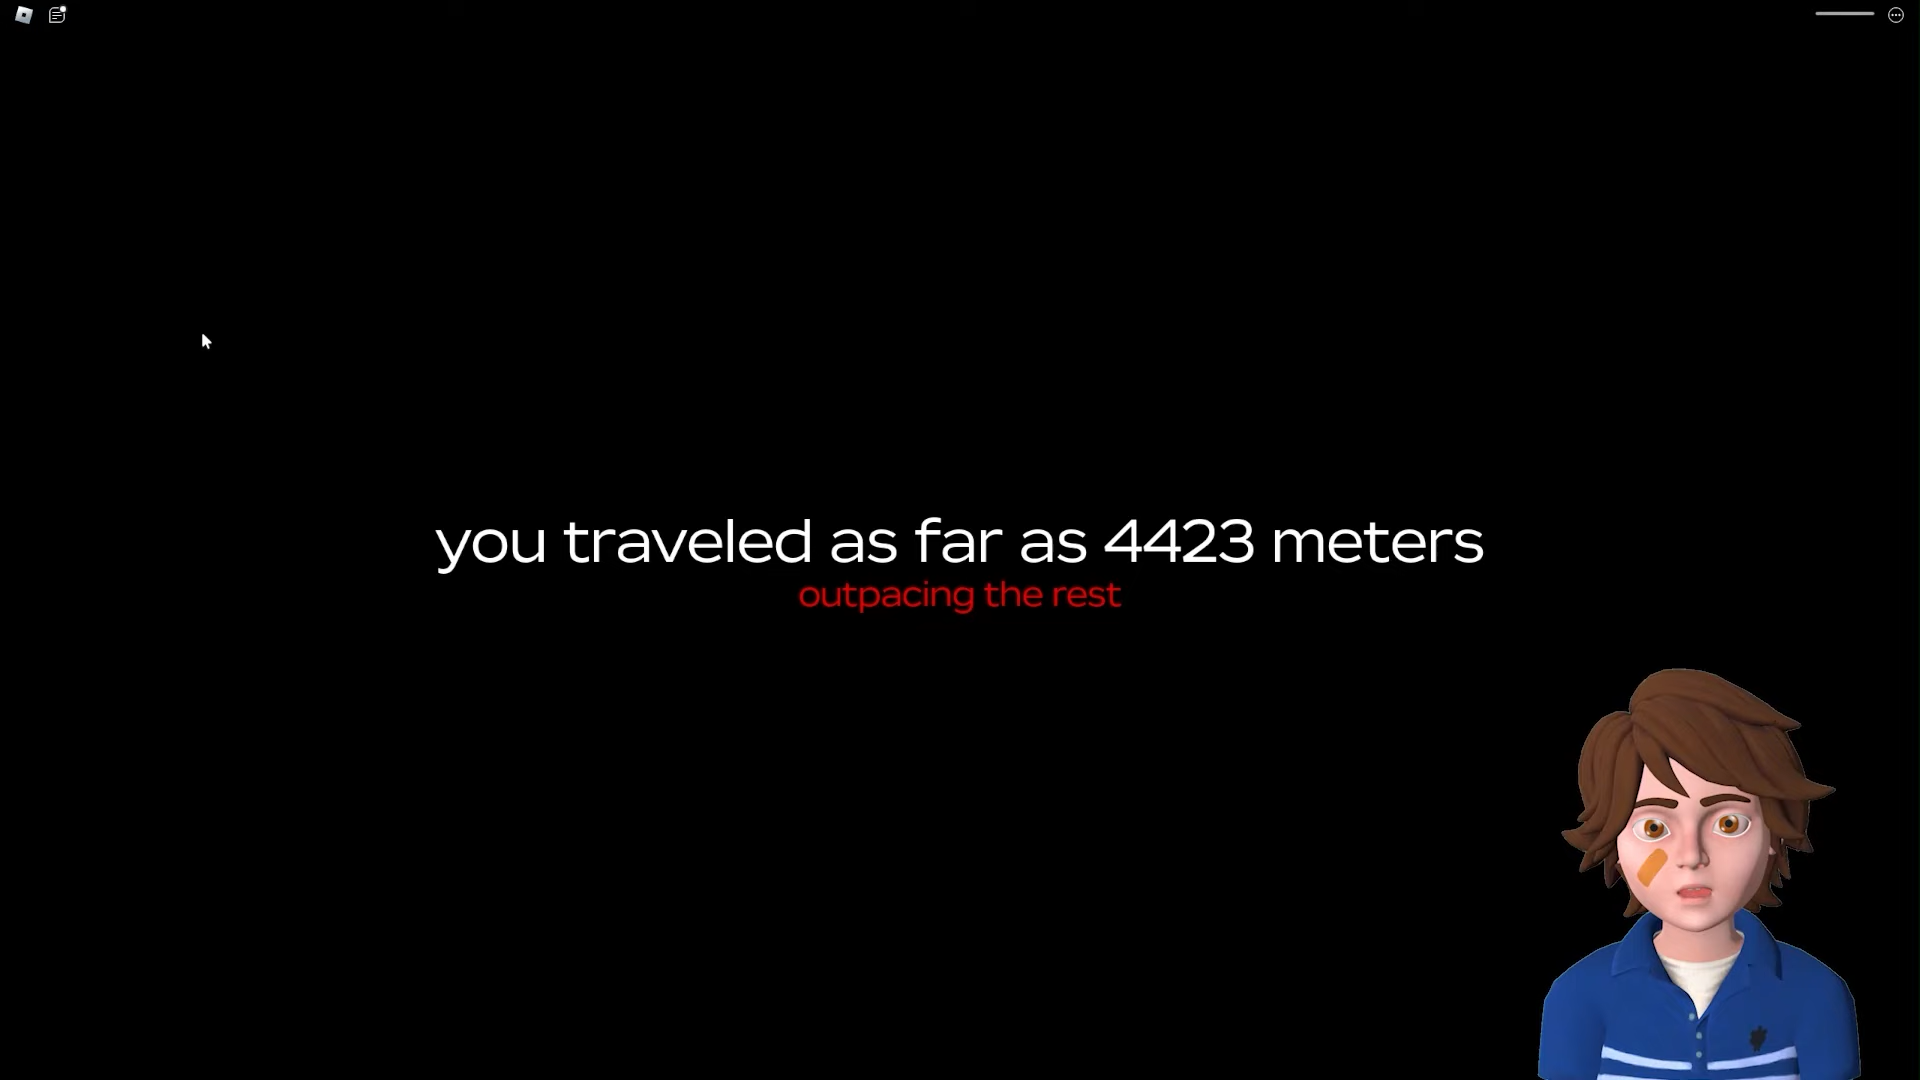 you traveled as far as 4423 meters
outpacing the rest